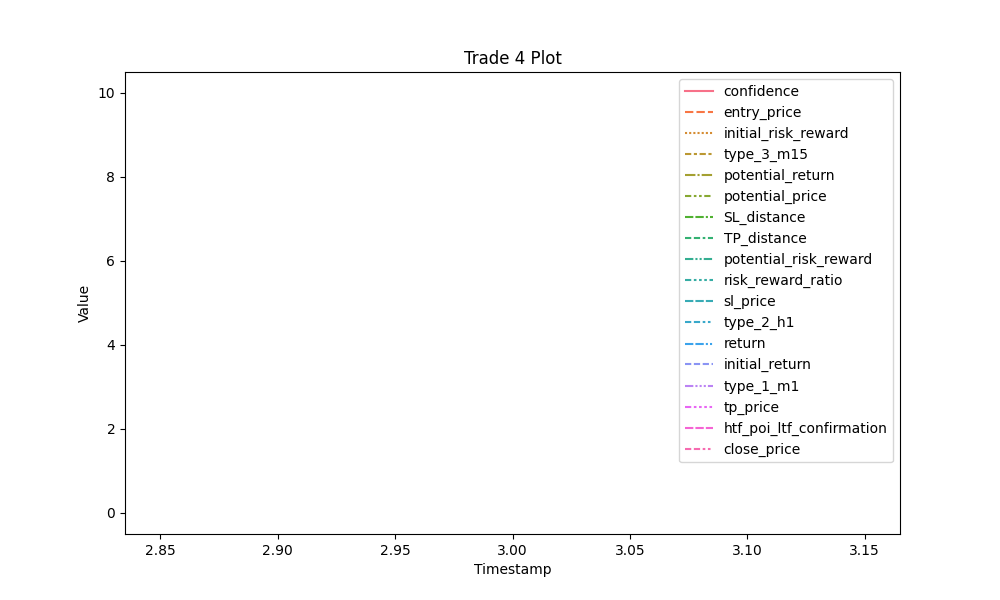 Trade 4 Plot
10
8
6
4
2
0
Value
2.85 2.90 2.95 3.00 3.05 3.10 3.15
Timestamp
confidence
entry_price
initial_risk_reward
type_3_m15
potential_return
potential_price
SL_distance
TP_distance
potential_risk_reward
risk_reward_ratio
sl_price
type_2_h1
return
initial_return
type_1_m1
tp_price
htf_poi_ltf_confirmation
close_price